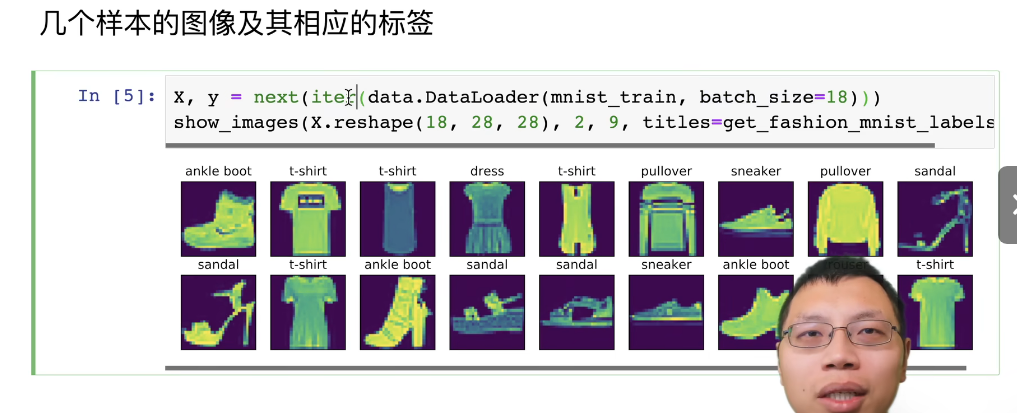 几个样本的图像及其相应的标签
In [5]: X, y = next(iter(data.DataLoader(mnist_train, batch_size=18)))
show_images(X.reshape(18, 28, 28), 2, 9, titles=get_fashion_mnist_labels
ankle boot t-shirt t-shirt dress t-shirt pullover sneaker pullover sandal
sandal t-shirt ankle boot sandal sandal sneaker ankle boot trouser t-shirt